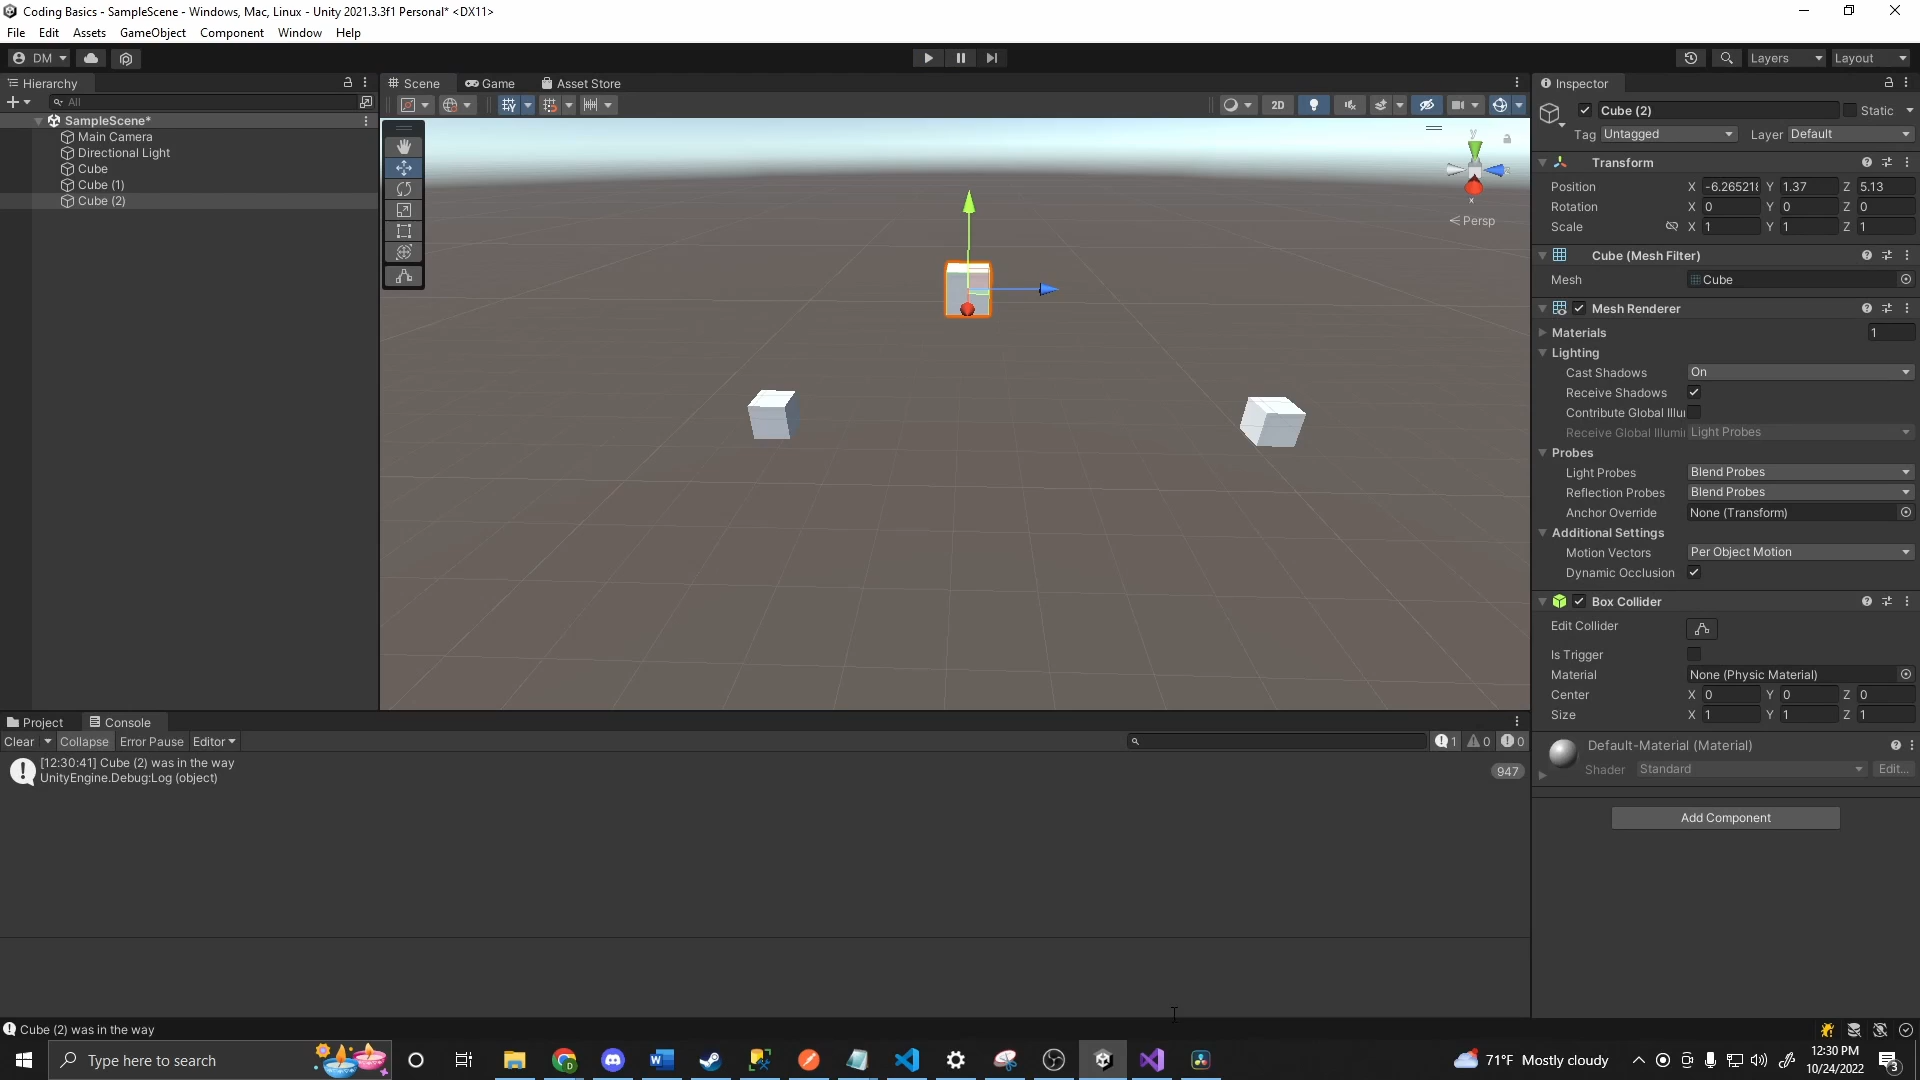 Coding Basics - SampleScene - Windows, Mac, Linux - Unity 2021.3.3f1 Personal* <DX11>
File Edit Assets GameObject Component Window Help
DM Layers Layout
Hierarchy
All
SampleScene*
Main Camera
Directional Light
Cube
Cube (1)
Cube (2)
Scene Game Asset Store
2D
y
x
Persp
Inspector
Cube (2) Static
Tag Untagged Layer Default
Transform
Position X -6.26521 Y 1.37 Z 5.13
Rotation X 0 Y 0 Z 0
Scale X 1 Y 1 Z 1
Cube (Mesh Filter)
Mesh Cube
Mesh Renderer
Materials 1
Lighting
Cast Shadows On
Receive Shadows
Contribute Global Illu
Receive Global Illumi Light Probes
Probes
Light Probes Blend Probes
Reflection Probes Blend Probes
Anchor Override None (Transform)
Additional Settings
Motion Vectors Per Object Motion
Dynamic Occlusion
Box Collider
Edit Collider
Is Trigger
Material None (Physic Material)
Center X 0 Y 0 Z 0
Size X 1 Y 1 Z 1
Default-Material (Material)
Shader Standard Edit...
Add Component
Project Console
Clear Collapse Error Pause Editor 1 0 0
[12:30:41] Cube (2) was in the way
UnityEngine.Debug:Log (object)
947
Cube (2) was in the way
Type here to search
71°F Mostly cloudy
12:30 PM
10/24/2022
3